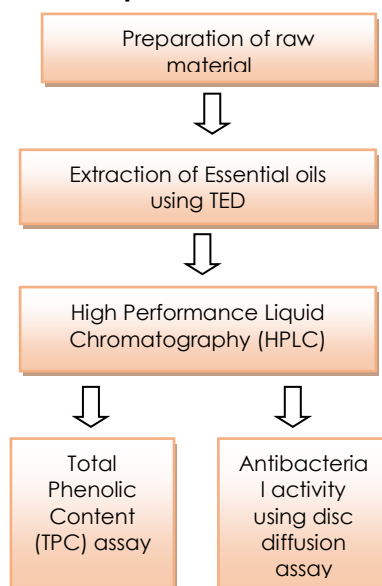 Preparation of raw
material
Extraction of Essential oils
using TED
High Performance Liquid
Chromatography (HPLC)
Total
Phenolic
Content
(TPC) assay
Antibacteria
l activity
using disc
diffusion
assay